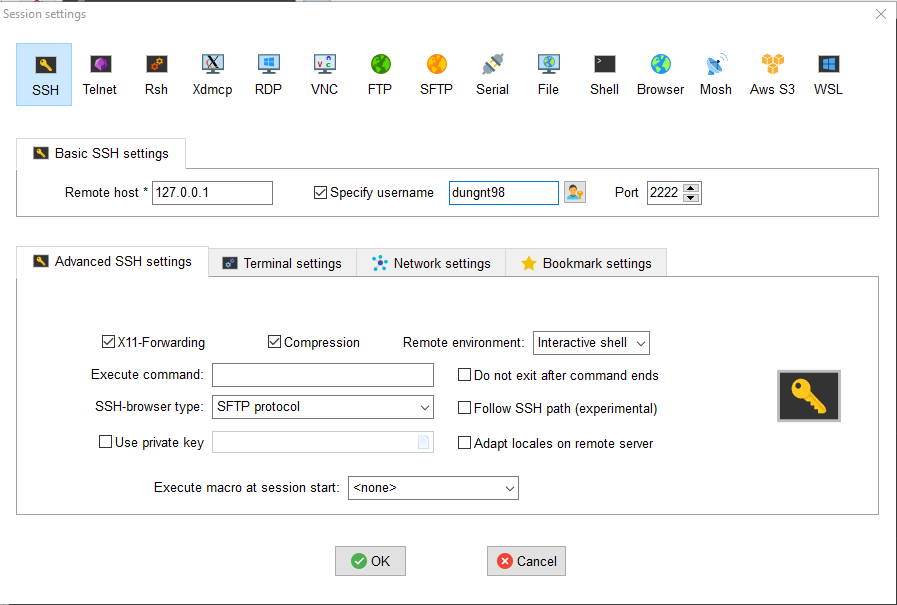 Session settings
SSH Telnet Rsh Xdmcp RDP VNC FTP SFTP Serial File Shell Browser Mosh Aws S3 WSL
Basic SSH settings
Remote host * 127.0.0.1 Specify username dungnt98 Port 2222
Advanced SSH settings Terminal settings Network settings Bookmark settings
X11-Forwarding Compression Remote environment: Interactive shell
Execute command: Do not exit after command ends
SSH-browser type: SFTP protocol Follow SSH path (experimental)
Use private key Adapt locales on remote server
Execute macro at session start: <none>
OK Cancel